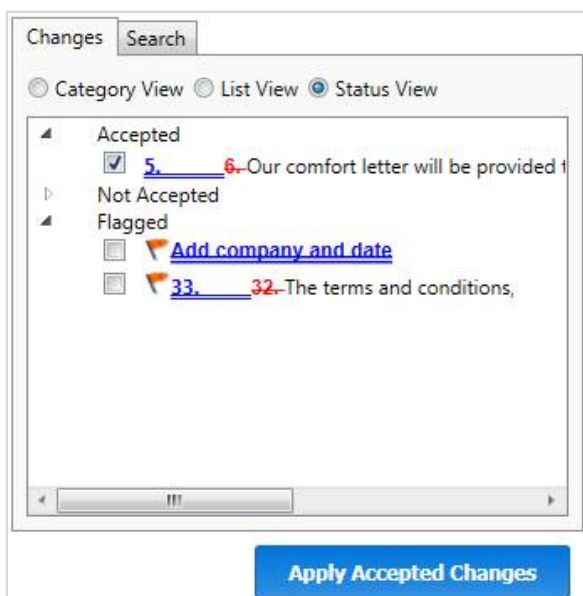 Changes Search
Category View List View Status View
Accepted
5. 6. Our comfort letter will be provided
Not Accepted
Flagged
Add company and date
33. 32. The terms and conditions,
Apply Accepted Changes